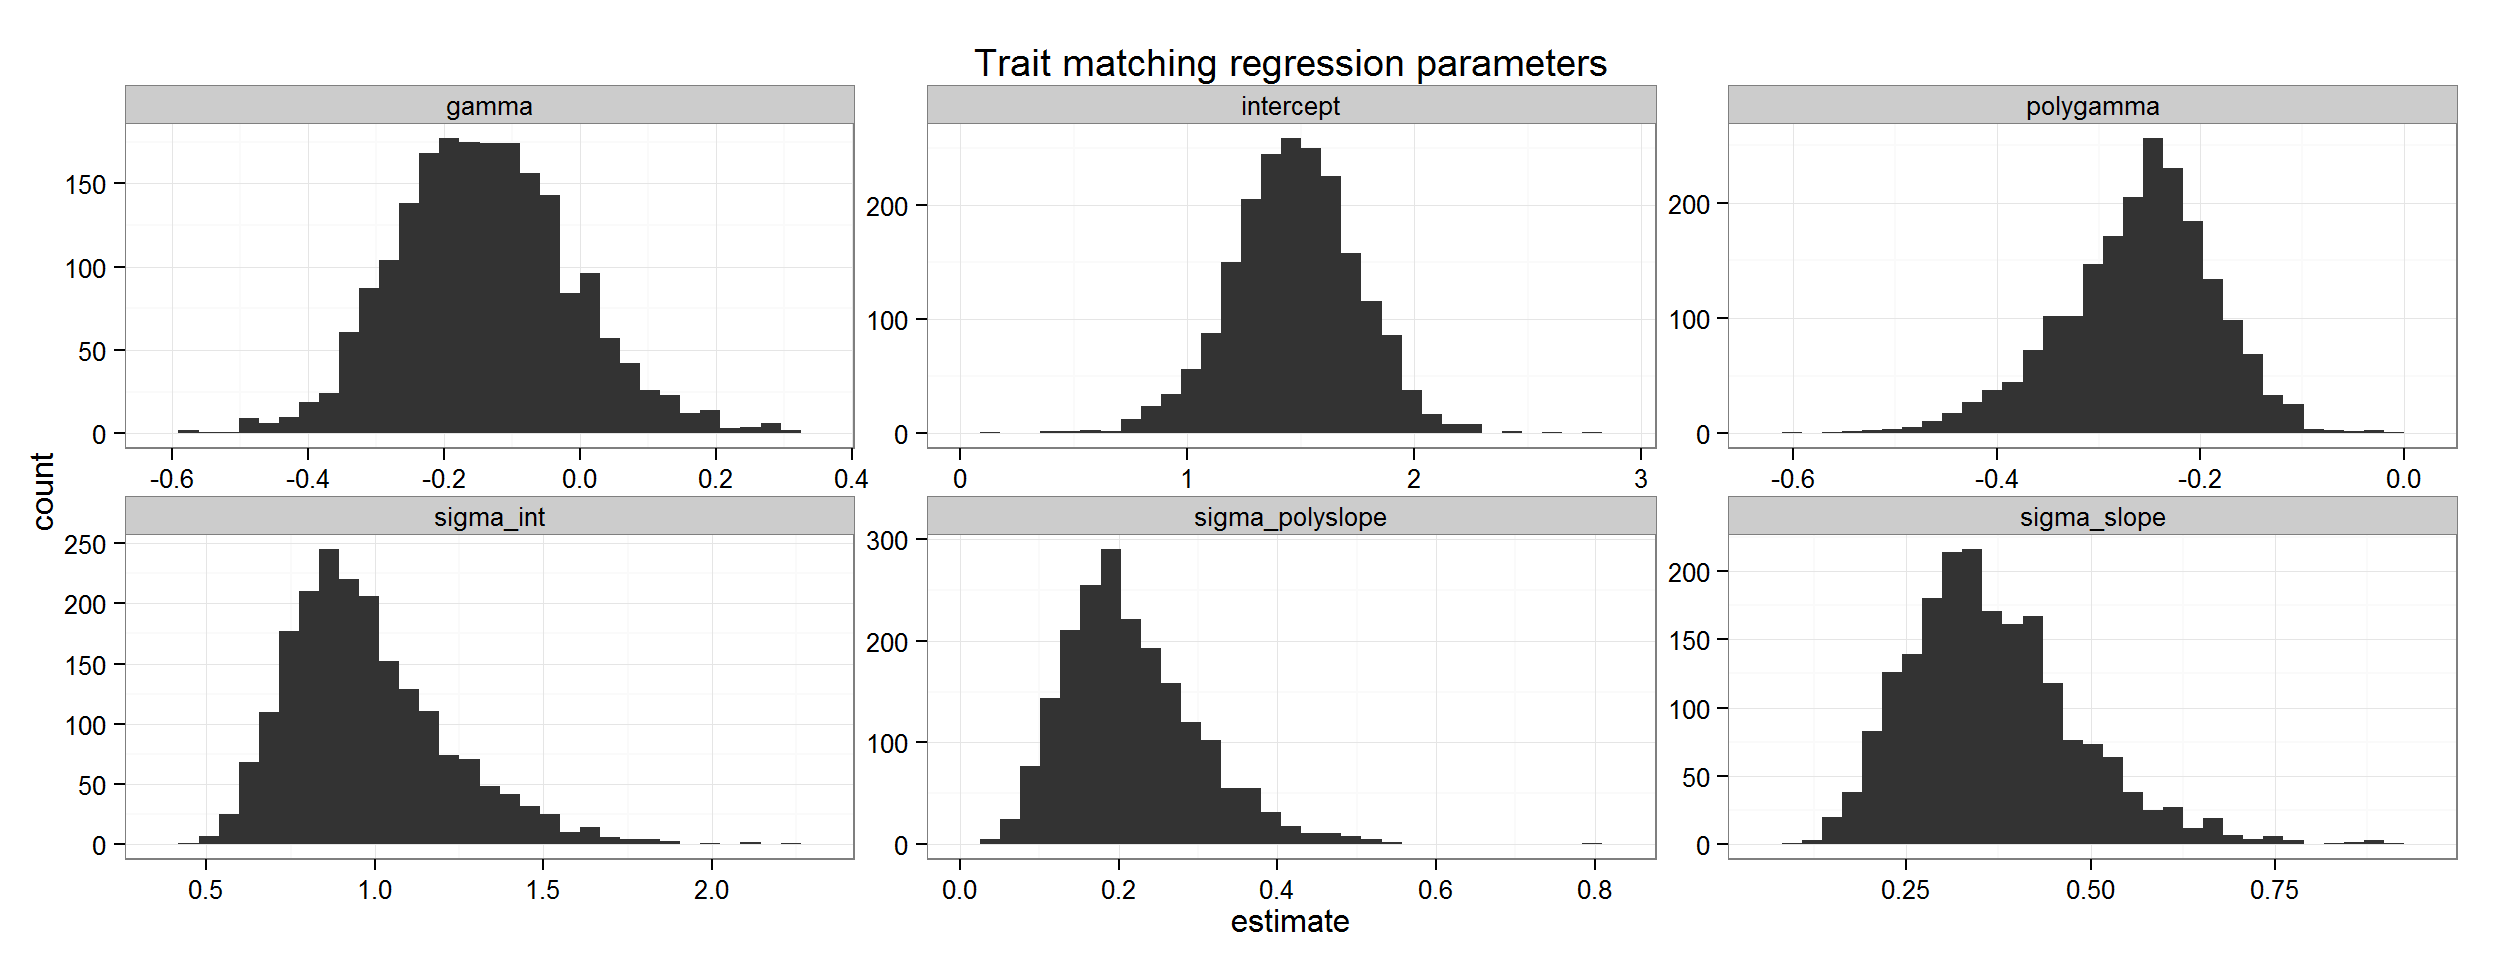 Trait matching regression parameters
gamma
intercept
polygamma
150
100
50
0
-0.6 -0.4 -0.2 0.0 0.2 0.4
200
100
0
0 1 2 3
200
100
0
-0.6 -0.4 -0.2 0.0
count
sigma_int
sigma_polyslope
sigma_slope
250
200
150
100
50
0
0.5 1.0 1.5 2.0
300
200
100
0
0.0 0.2 0.4 0.6 0.8
200
150
100
50
0
0.25 0.50 0.75
estimate